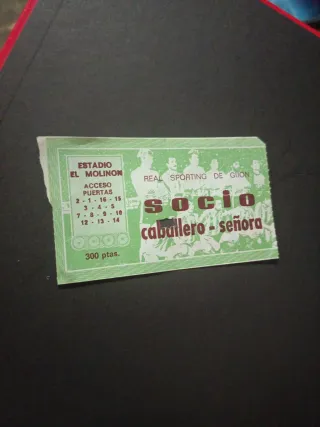 ESTADIO
EL MOLINON
ACCESO
PUERTAS
2 - 1 - 16 - 15
3 - 4 - 5
7 - 8 - 9 - 10
12 - 13 - 14
300 ptas.
REAL SPORTING DE GIJON
socio
caballero - señora